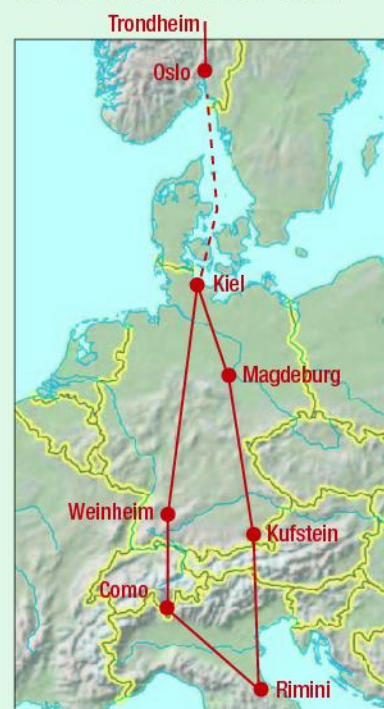 Trondheim
Oslo
Kiel
Magdeburg
Weinheim
Kufstein
Como
Rimini